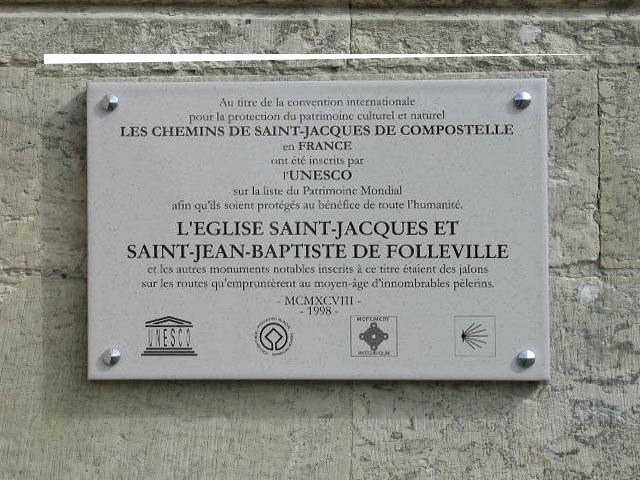 Au titre de la convention internationale
pour la protection du patrimoine culturel et naturel
LES CHEMINS DE SAINT-JACQUES DE COMPOSTELLE
en FRANCE
ont été inscrits par
l'UNESCO
sur la liste du Patrimoine Mondial
afin qu'ils soient protégés au bénéfice de toute l'humanité.
L'EGLISE SAINT-JACQUES ET
SAINT-JEAN-BAPTISTE DE FOLLEVILLE
et les autres monuments notables inscrits à ce titre étaient des jalons
sur les routes qu'empruntèrent au moyen-âge d'innombrables pèlerins.
- MCMXCVIII -
- 1998 -
UNESCO
MONUMENT
HISTORIQUE